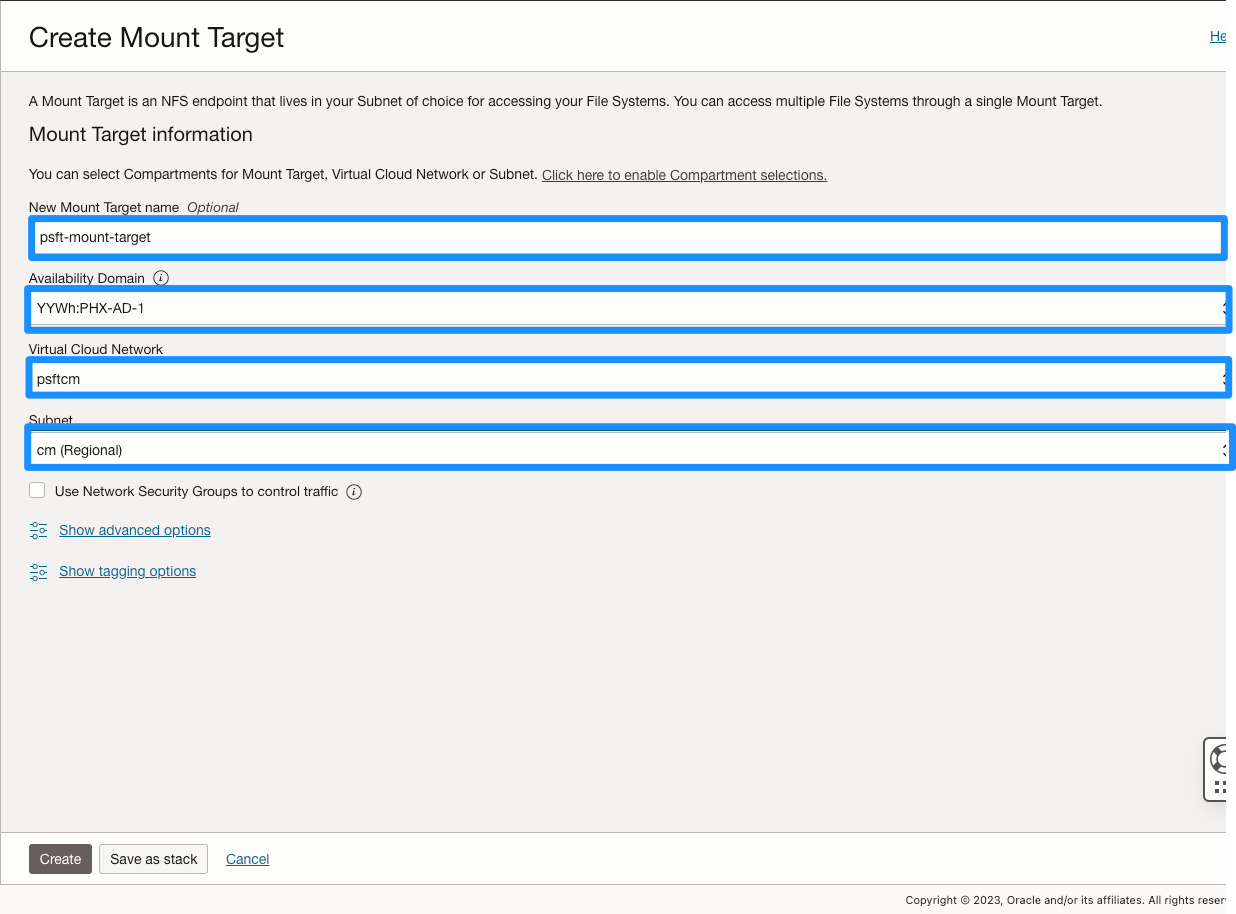 Create Mount Target
He
A Mount Target is an NFS endpoint that lives in your Subnet of choice for accessing your File Systems. You can access multiple File Systems through a single Mount Target.
Mount Target information
You can select Compartments for Mount Target, Virtual Cloud Network or Subnet. Click here to enable Compartment selections.
New Mount Target name Optional
psft-mount-target
Availability Domain
YYWh:PHX-AD-1
Virtual Cloud Network
psftcm
Subnet
cm (Regional)
Use Network Security Groups to control traffic
Show advanced options
Show tagging options
Create Save as stack Cancel
Copyright © 2023, Oracle and/or its affiliates. All rights reser